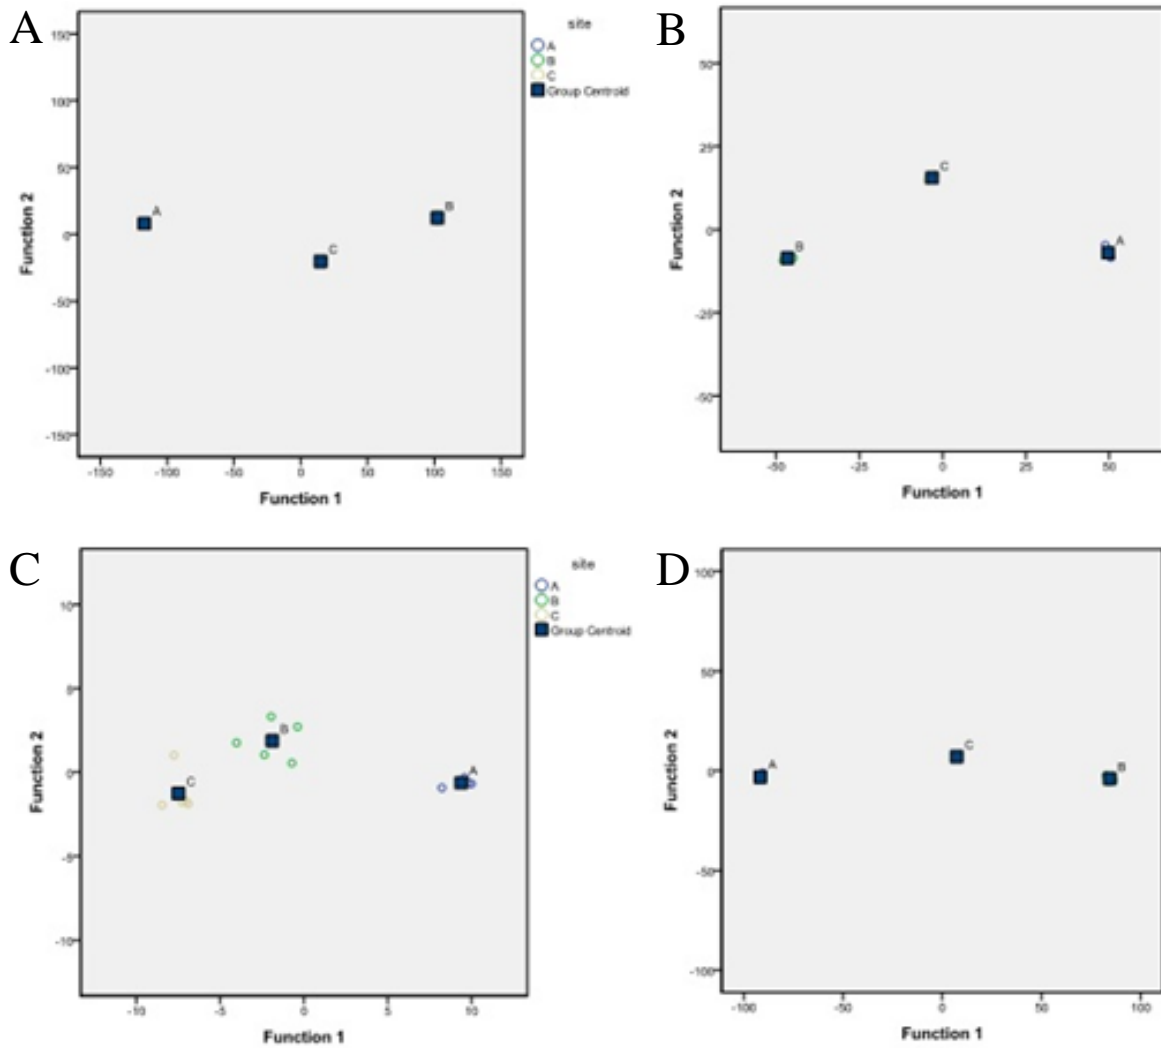 A
site
A
B
C
Group Centroid
150
100
50
0
-50
-100
-150
A
B
C
-150 -100 -50 0 50 100 150
Function 1
Function 2
B
50
25
0
-25
-50
C
B
A
-50 -25 0 25 50
Function 1
Function 2
C
site
A
B
C
Group Centroid
10
5
0
-5
-10
B
A
C
-10 -5 0 5 10
Function 1
Function 2
D
100
50
0
-50
-100
C
A
B
-100 -50 0 50 100
Function 1
Function 2